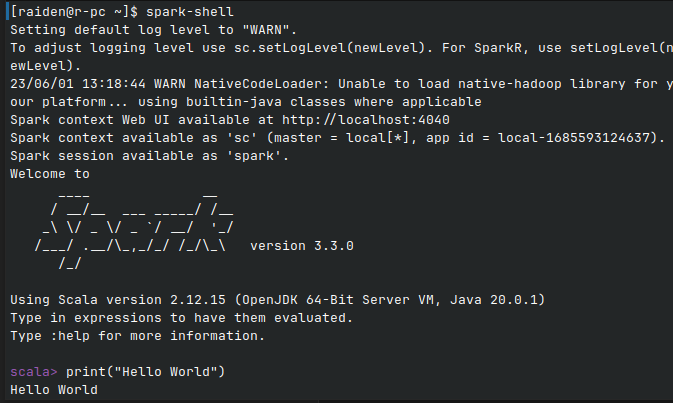 [raiden@r-pc ~]$ spark-shell
Setting default log level to "WARN".
To adjust logging level use sc.setLogLevel(newLevel). For SparkR, use setLogLevel(n
ewLevel).
23/06/01 13:18:44 WARN NativeCodeLoader: Unable to load native-hadoop library for y
our platform... using builtin-java classes where applicable
Spark context Web UI available at http://localhost:4040
Spark context available as 'sc' (master = local[*], app id = local-1685593124637).
Spark session available as 'spark'.
Welcome to
      ____              __
     / __/__  ___ _____/ /__
    _\ \/ _ \/ _ `/ __/  '_/
   /___/ .__/\_,_/_/ /_/\_\   version 3.3.0
      /_/
Using Scala version 2.12.15 (OpenJDK 64-Bit Server VM, Java 20.0.1)
Type in expressions to have them evaluated.
Type :help for more information.
scala> print("Hello World")
Hello World